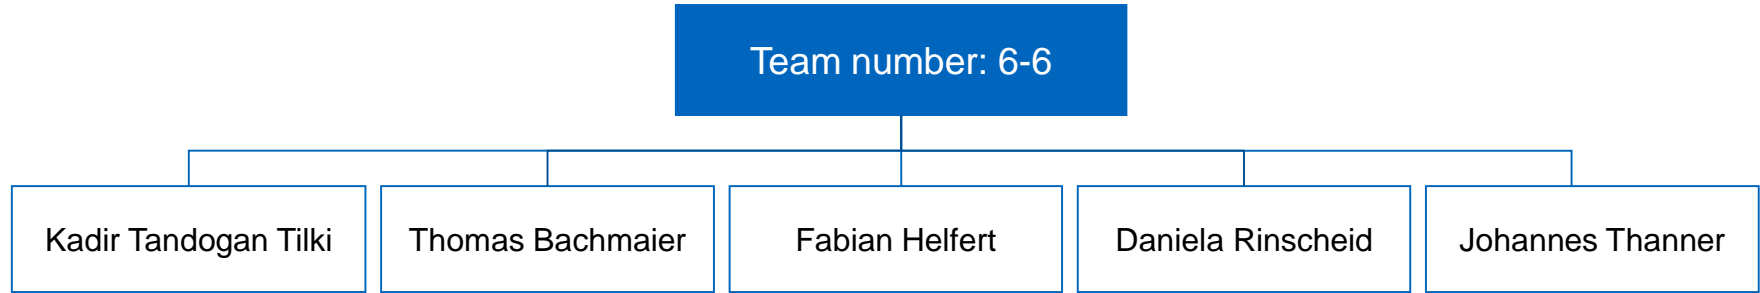 Team number: 6-6
Kadir Tandogan Tilki
Thomas Bachmaier
Fabian Helfert
Daniela Rinscheid
Johannes Thanner